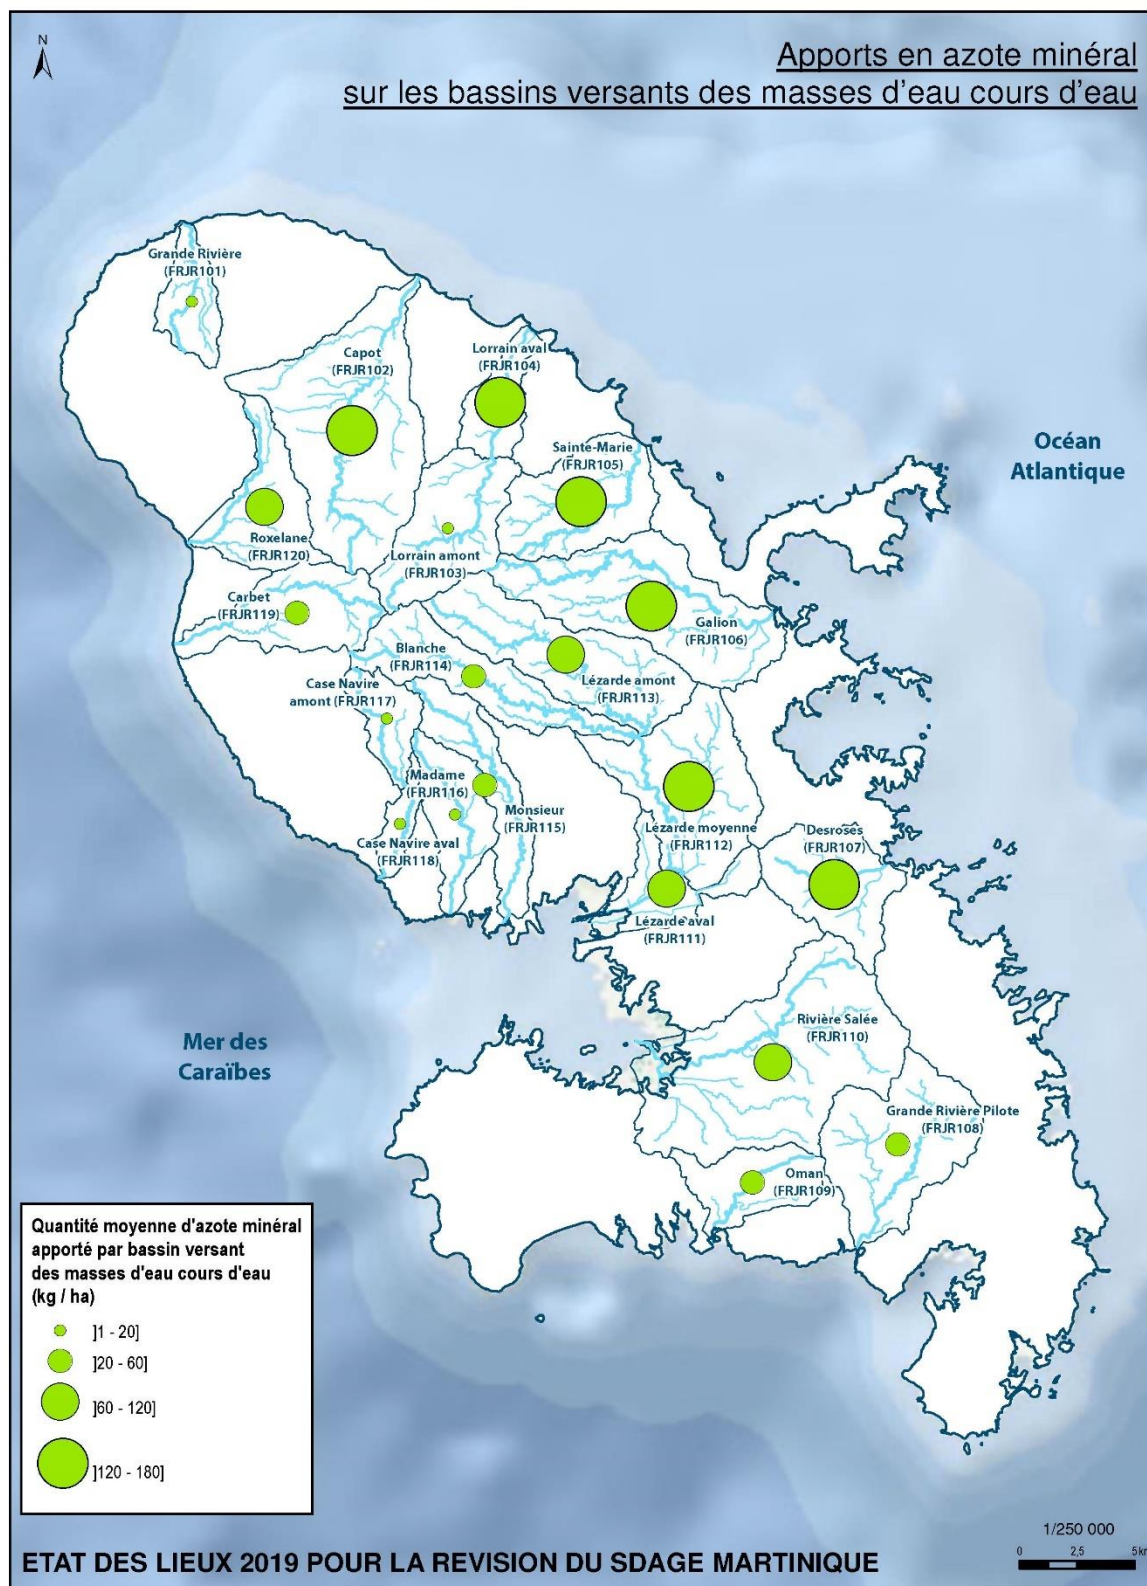 N
Apports en azote minéral
sur les bassins versants des masses d'eau cours d'eau
Grande Rivière
(FRJR101)
Capot
(FRJR102)
Lorrain aval
(FRJR104)
Sainte-Marie
(FRJR105)
Océan
Atlantique
Roxelane
(FRJR120)
Lorrain amont
(FRJR103)
Carbet
(FRJR119)
Galion
(FRJR106)
Blanche
(FRJR114)
Lézarde amont
(FRJR113)
Case Navire
amont (FRJR117)
Madame
(FRJR116)
Monsieur
(FRJR115)
Case Navire aval
(FRJR118)
Lézarde moyenne
(FRJR112)
Desroses
(FRJR107)
Lézarde aval
(FRJR111)
Mer des
Caraïbes
Rivière Salée
(FRJR110)
Grande Rivière Pilote
(FRJR108)
Oman
(FRJR109)
Quantité moyenne d'azote minéral
apporté par bassin versant
des masses d'eau cours d'eau
(kg / ha)
]1 - 20]
]20 - 60]
]60 - 120]
]120 - 180]
1/250 000
0 2,5 5km
ETAT DES LIEUX 2019 POUR LA REVISION DU SDAGE MARTINIQUE